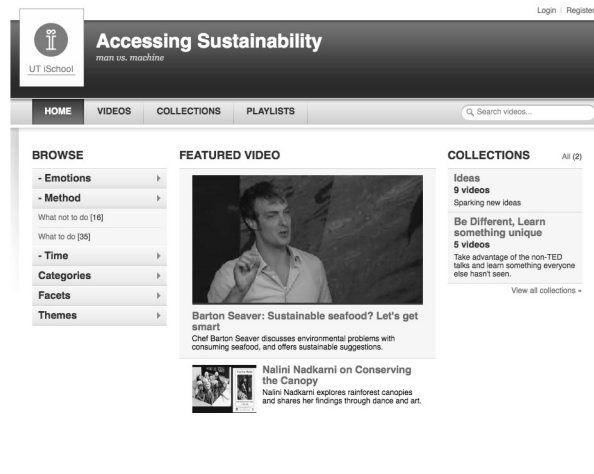 Login | Register
UT iSchool
Accessing Sustainability
man vs. machine
HOME VIDEOS COLLECTIONS PLAYLISTS
Search videos...
BROWSE
- Emotions
- Method
What not to do [16]
What to do [35]
- Time
Categories
Facets
Themes
FEATURED VIDEO
Barton Seaver: Sustainable seafood? Let's get
smart
Chef Barton Seaver discusses environmental problems with
consuming seafood, and offers sustainable suggestions.
Nalini Nadkarni on Conserving
the Canopy
Nalini Nadkarni explores rainforest canopies
and shares her findings through dance and art.
COLLECTIONS All (2)
Ideas
9 videos
Sparking new ideas
Be Different, Learn
something unique
5 videos
Take advantage of the non-TED
talks and learn something everyone
else hasn't seen.
View all collections »